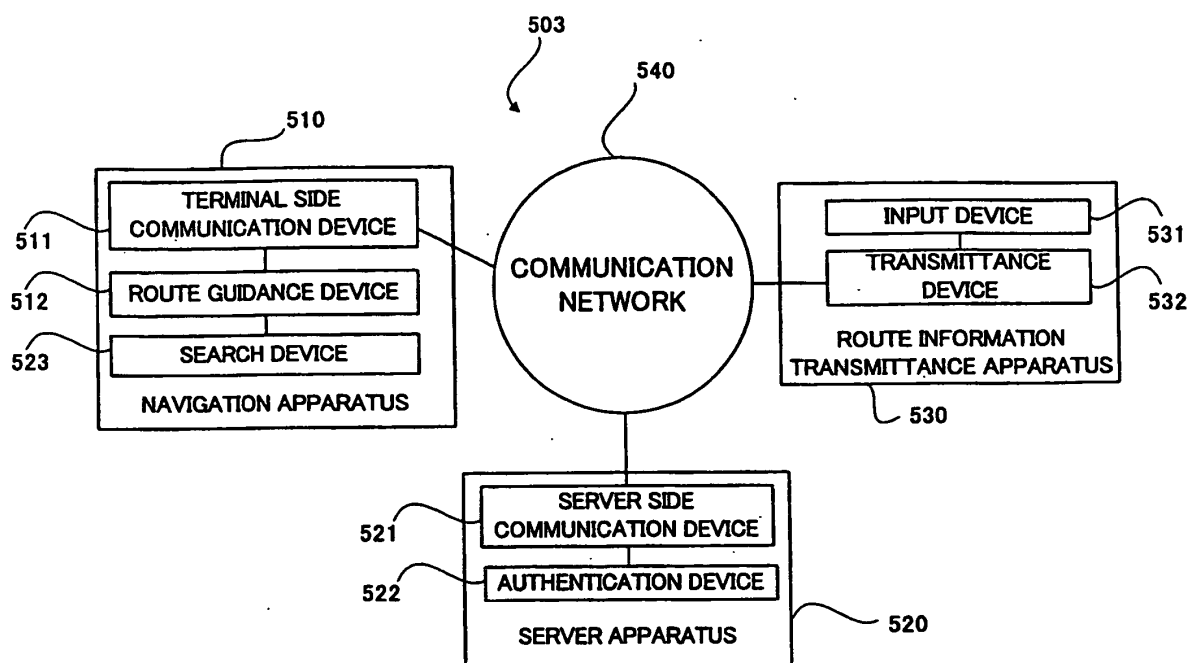 503
540
510
TERMINAL SIDE
COMMUNICATION DEVICE
511
ROUTE GUIDANCE DEVICE
512
SEARCH DEVICE
523
NAVIGATION APPARATUS
COMMUNICATION
NETWORK
INPUT DEVICE
531
TRANSMITTANCE
DEVICE
532
ROUTE INFORMATION
TRANSMITTANCE APPARATUS
530
SERVER SIDE
COMMUNICATION DEVICE
521
AUTHENTICATION DEVICE
522
SERVER APPARATUS
520